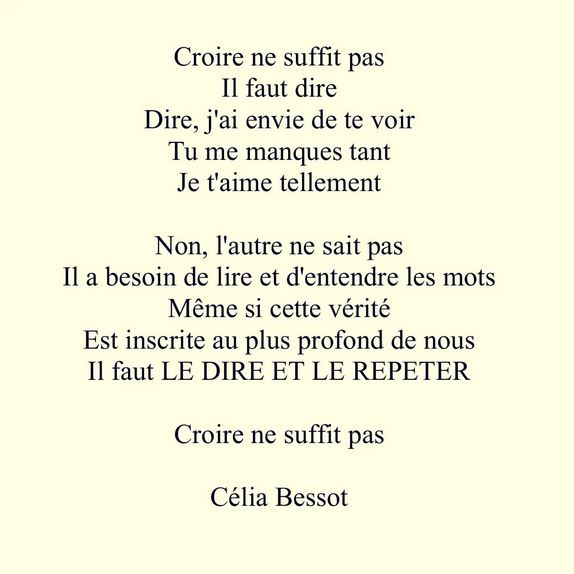 Croire ne suffit pas
Il faut dire
Dire, j'ai envie de te voir
Tu me manques tant
Je t'aime tellement
Non, l'autre ne sait pas
Il a besoin de lire et d'entendre les mots
Même si cette vérité
Est inscrite au plus profond de nous
Il faut LE DIRE ET LE REPETER
Croire ne suffit pas
Célia Bessot